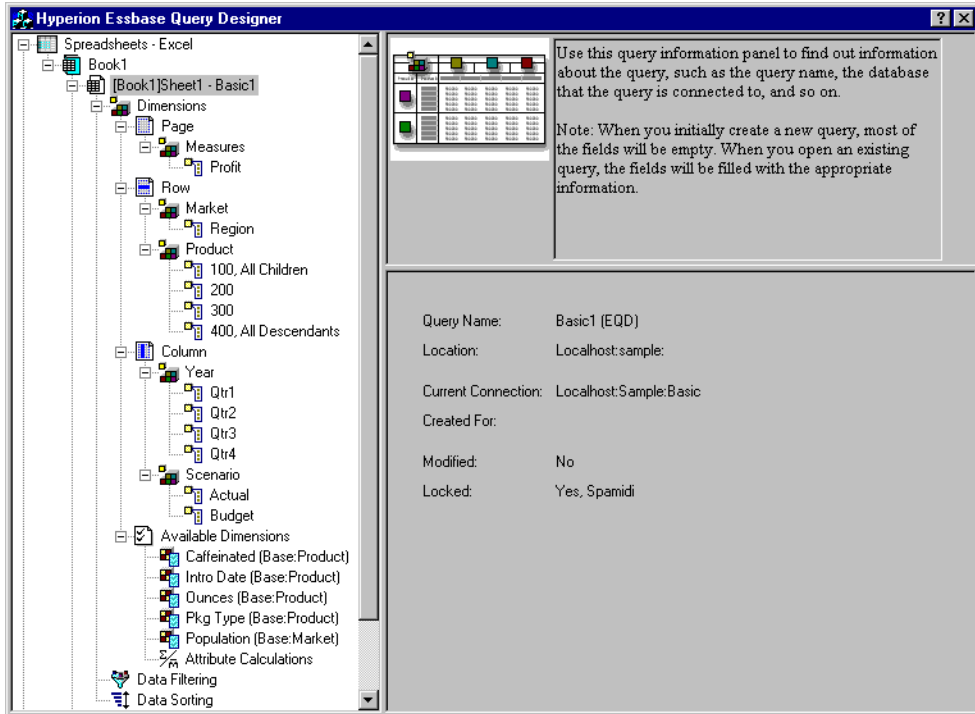 Hyperion Essbase Query Designer
Spreadsheets - Excel
Book1
[Book1]Sheet1 - Basic1
Dimensions
Page
Measures
Profit
Row
Market
Region
Product
100, All Children
200
300
400, All Descendants
Column
Year
Qtr1
Qtr2
Qtr3
Qtr4
Scenario
Actual
Budget
Available Dimensions
Caffeinated (Base:Product)
Intro Date (Base:Product)
Ounces (Base:Product)
Pkg Type (Base:Product)
Population (Base:Market)
Attribute Calculations
Data Filtering
Data Sorting
Use this query information panel to find out information
about the query, such as the query name, the database
that the query is connected to, and so on.
Note: When you initially create a new query, most of
the fields will be empty. When you open an existing
query, the fields will be filled with the appropriate
information.
Query Name: Basic1 (EQD)
Location: Localhost:sample:
Current Connection: Localhost:Sample:Basic
Created For:
Modified: No
Locked: Yes, Spamidi